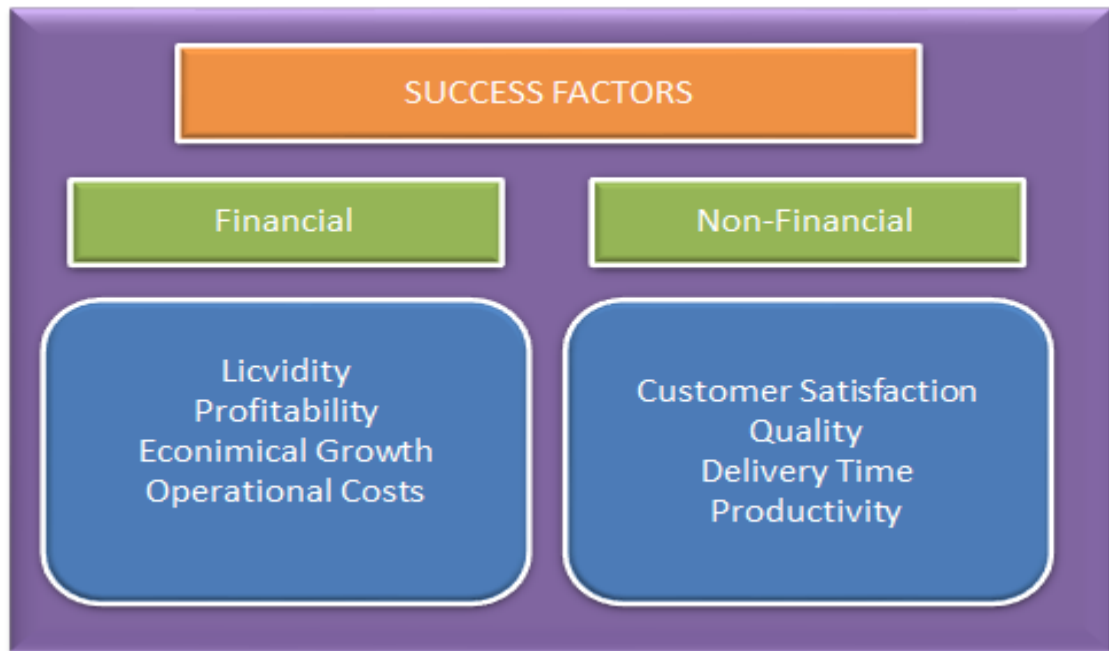 SUCCESS FACTORS
Financial
Non-Financial
Licvidity
Profitability
Econimical Growth
Operational Costs
Customer Satisfaction
Quality
Delivery Time
Productivity